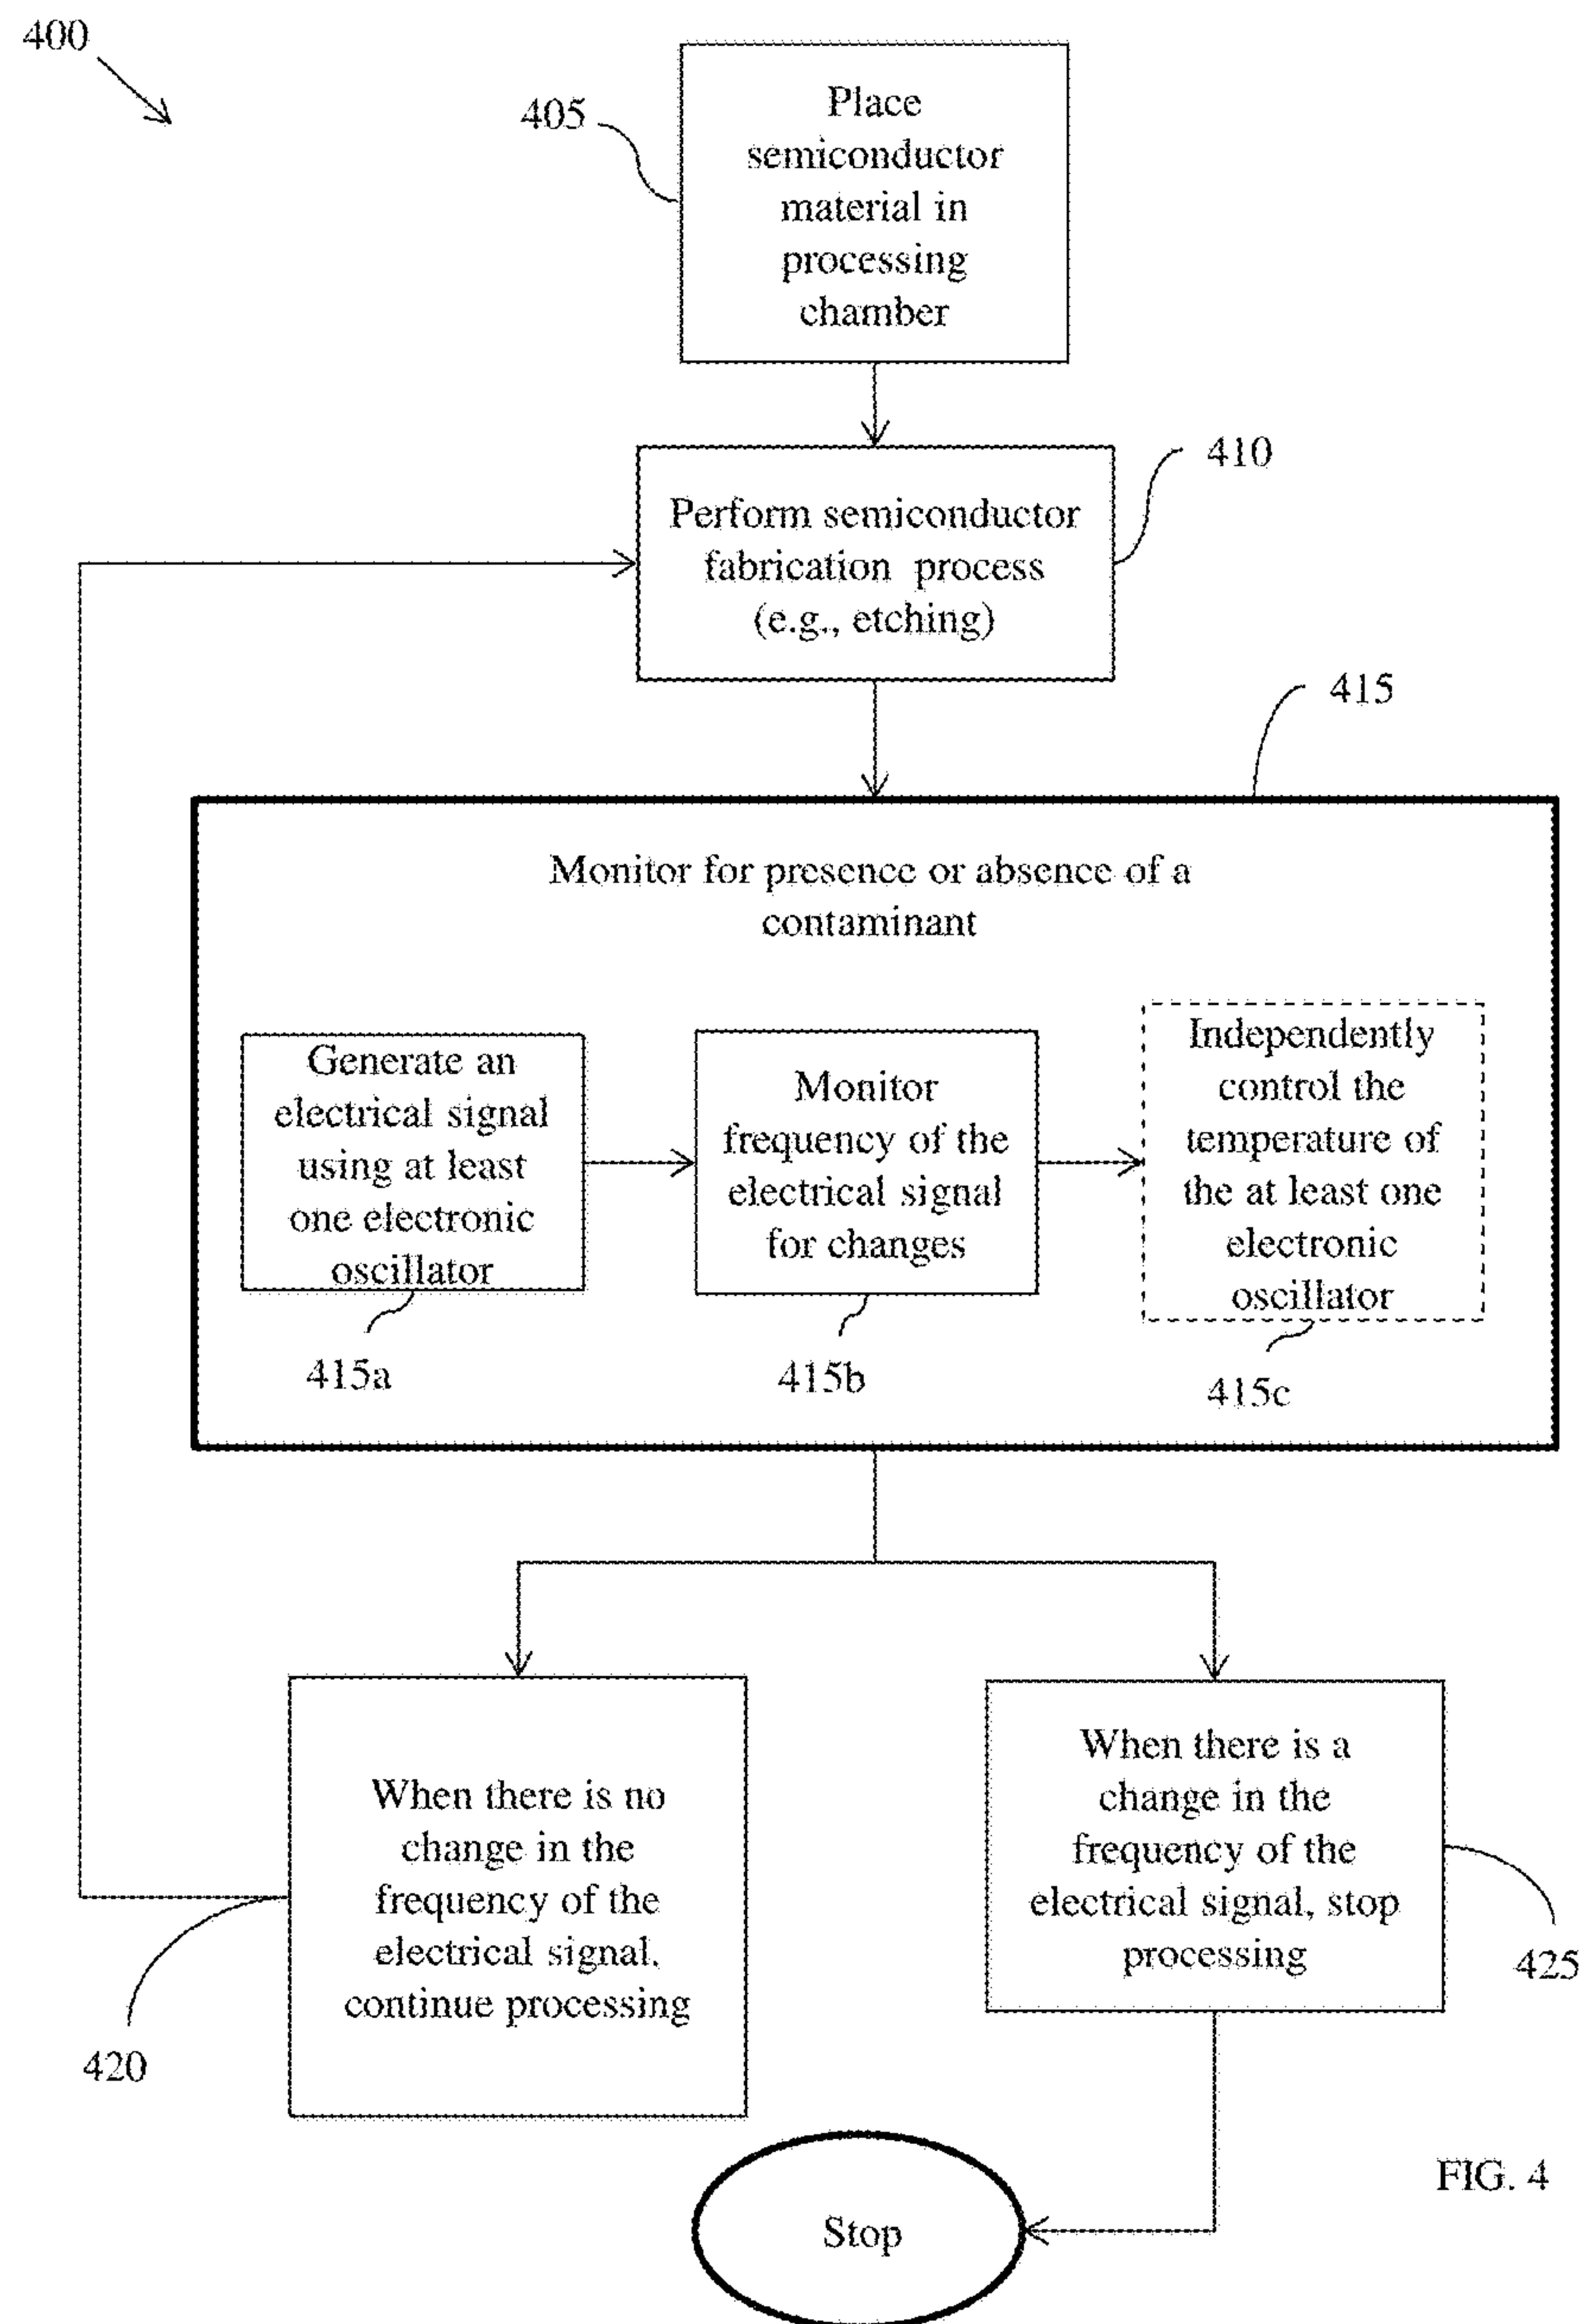 400
405
Place
semiconductor
material in
processing
chamber
410
Perform semiconductor
fabrication process
(e.g., etching)
415
Monitor for presence or absence of a
contaminant
Generate an
electrical signal
using at least
one electronic
oscillator
415a
Monitor
frequency of the
electrical signal
for changes
415b
Independently
control the
temperature of
the at least one
electronic
oscillator
415c
When there is no
change in the
frequency of the
electrical signal,
continue processing
420
When there is a
change in the
frequency of the
electrical signal, stop
processing
425
Stop
FIG. 4